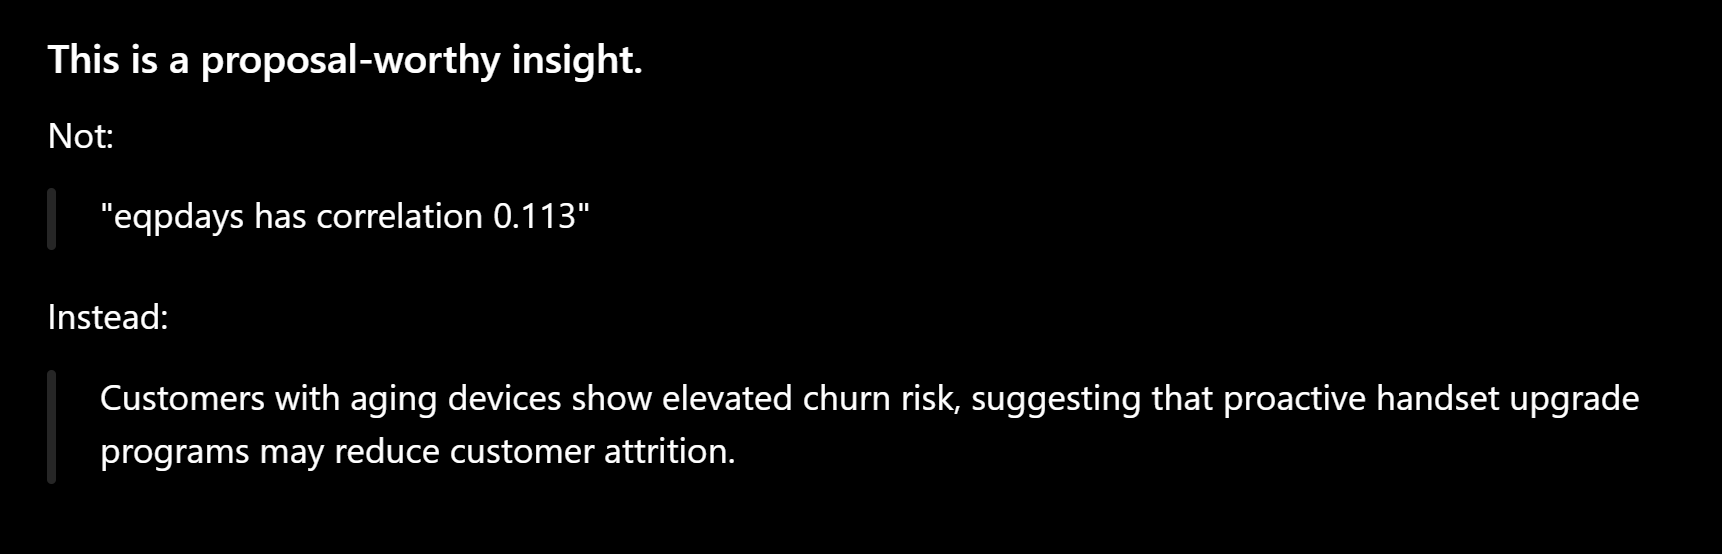 This is a proposal-worthy insight.
Not:
"eqpdays has correlation 0.113"
Instead:
Customers with aging devices show elevated churn risk, suggesting that proactive handset upgrade
programs may reduce customer attrition.